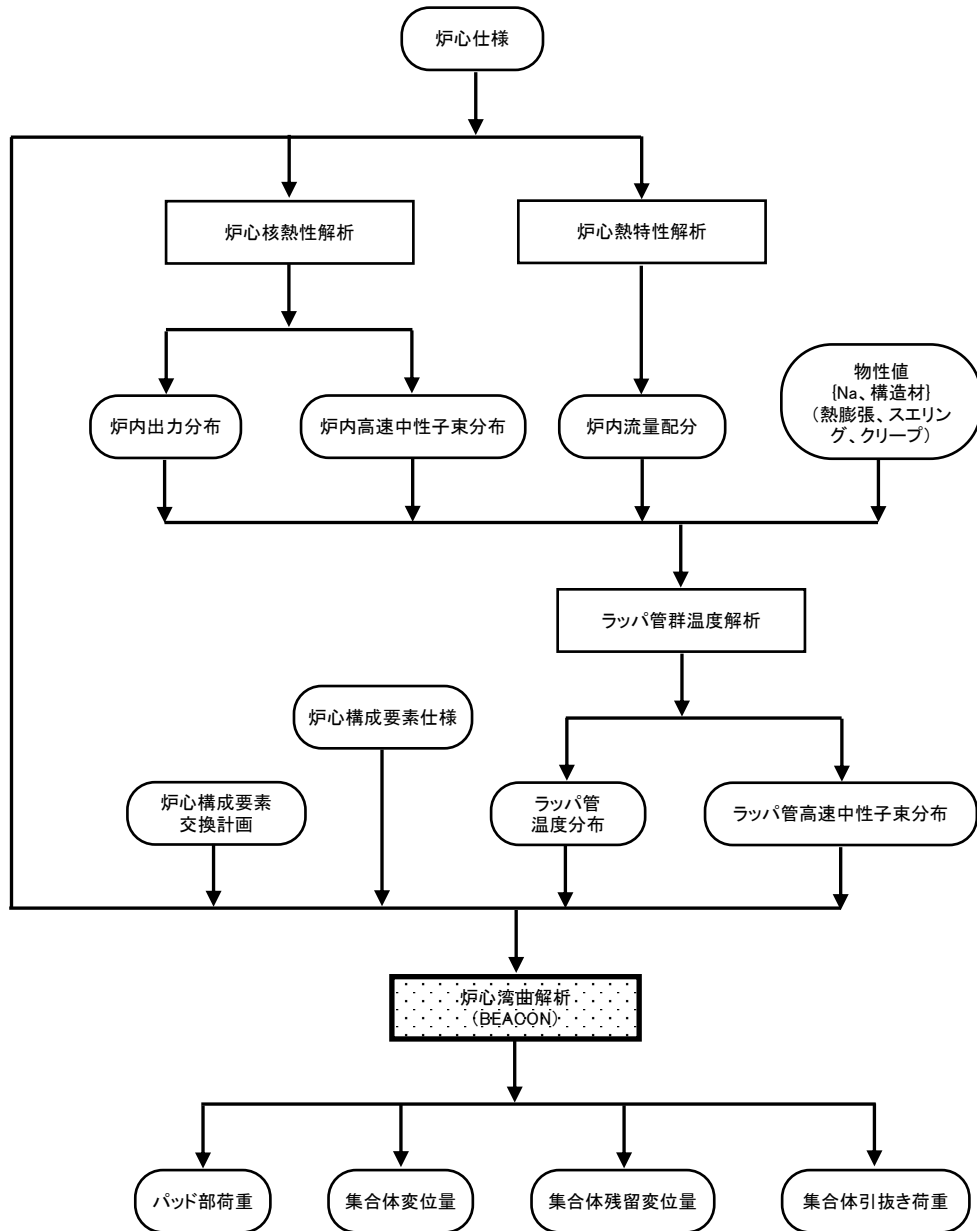 炉心仕様
炉心核熱性解析
炉心熱特性解析
物性値
{Na、構造材}
(熱膨張、スエリン
グ、クリープ)
炉内出力分布
炉内高速中性子束分布
炉内流量配分
ラッパ管群温度解析
炉心構成要素仕様
炉心構成要素
交換計画
ラッパ管
温度分布
ラッパ管高速中性子束分布
炉心湾曲解析
(BEACON)
パッド部荷重
集合体変位量
集合体残留変位量
集合体引抜き荷重